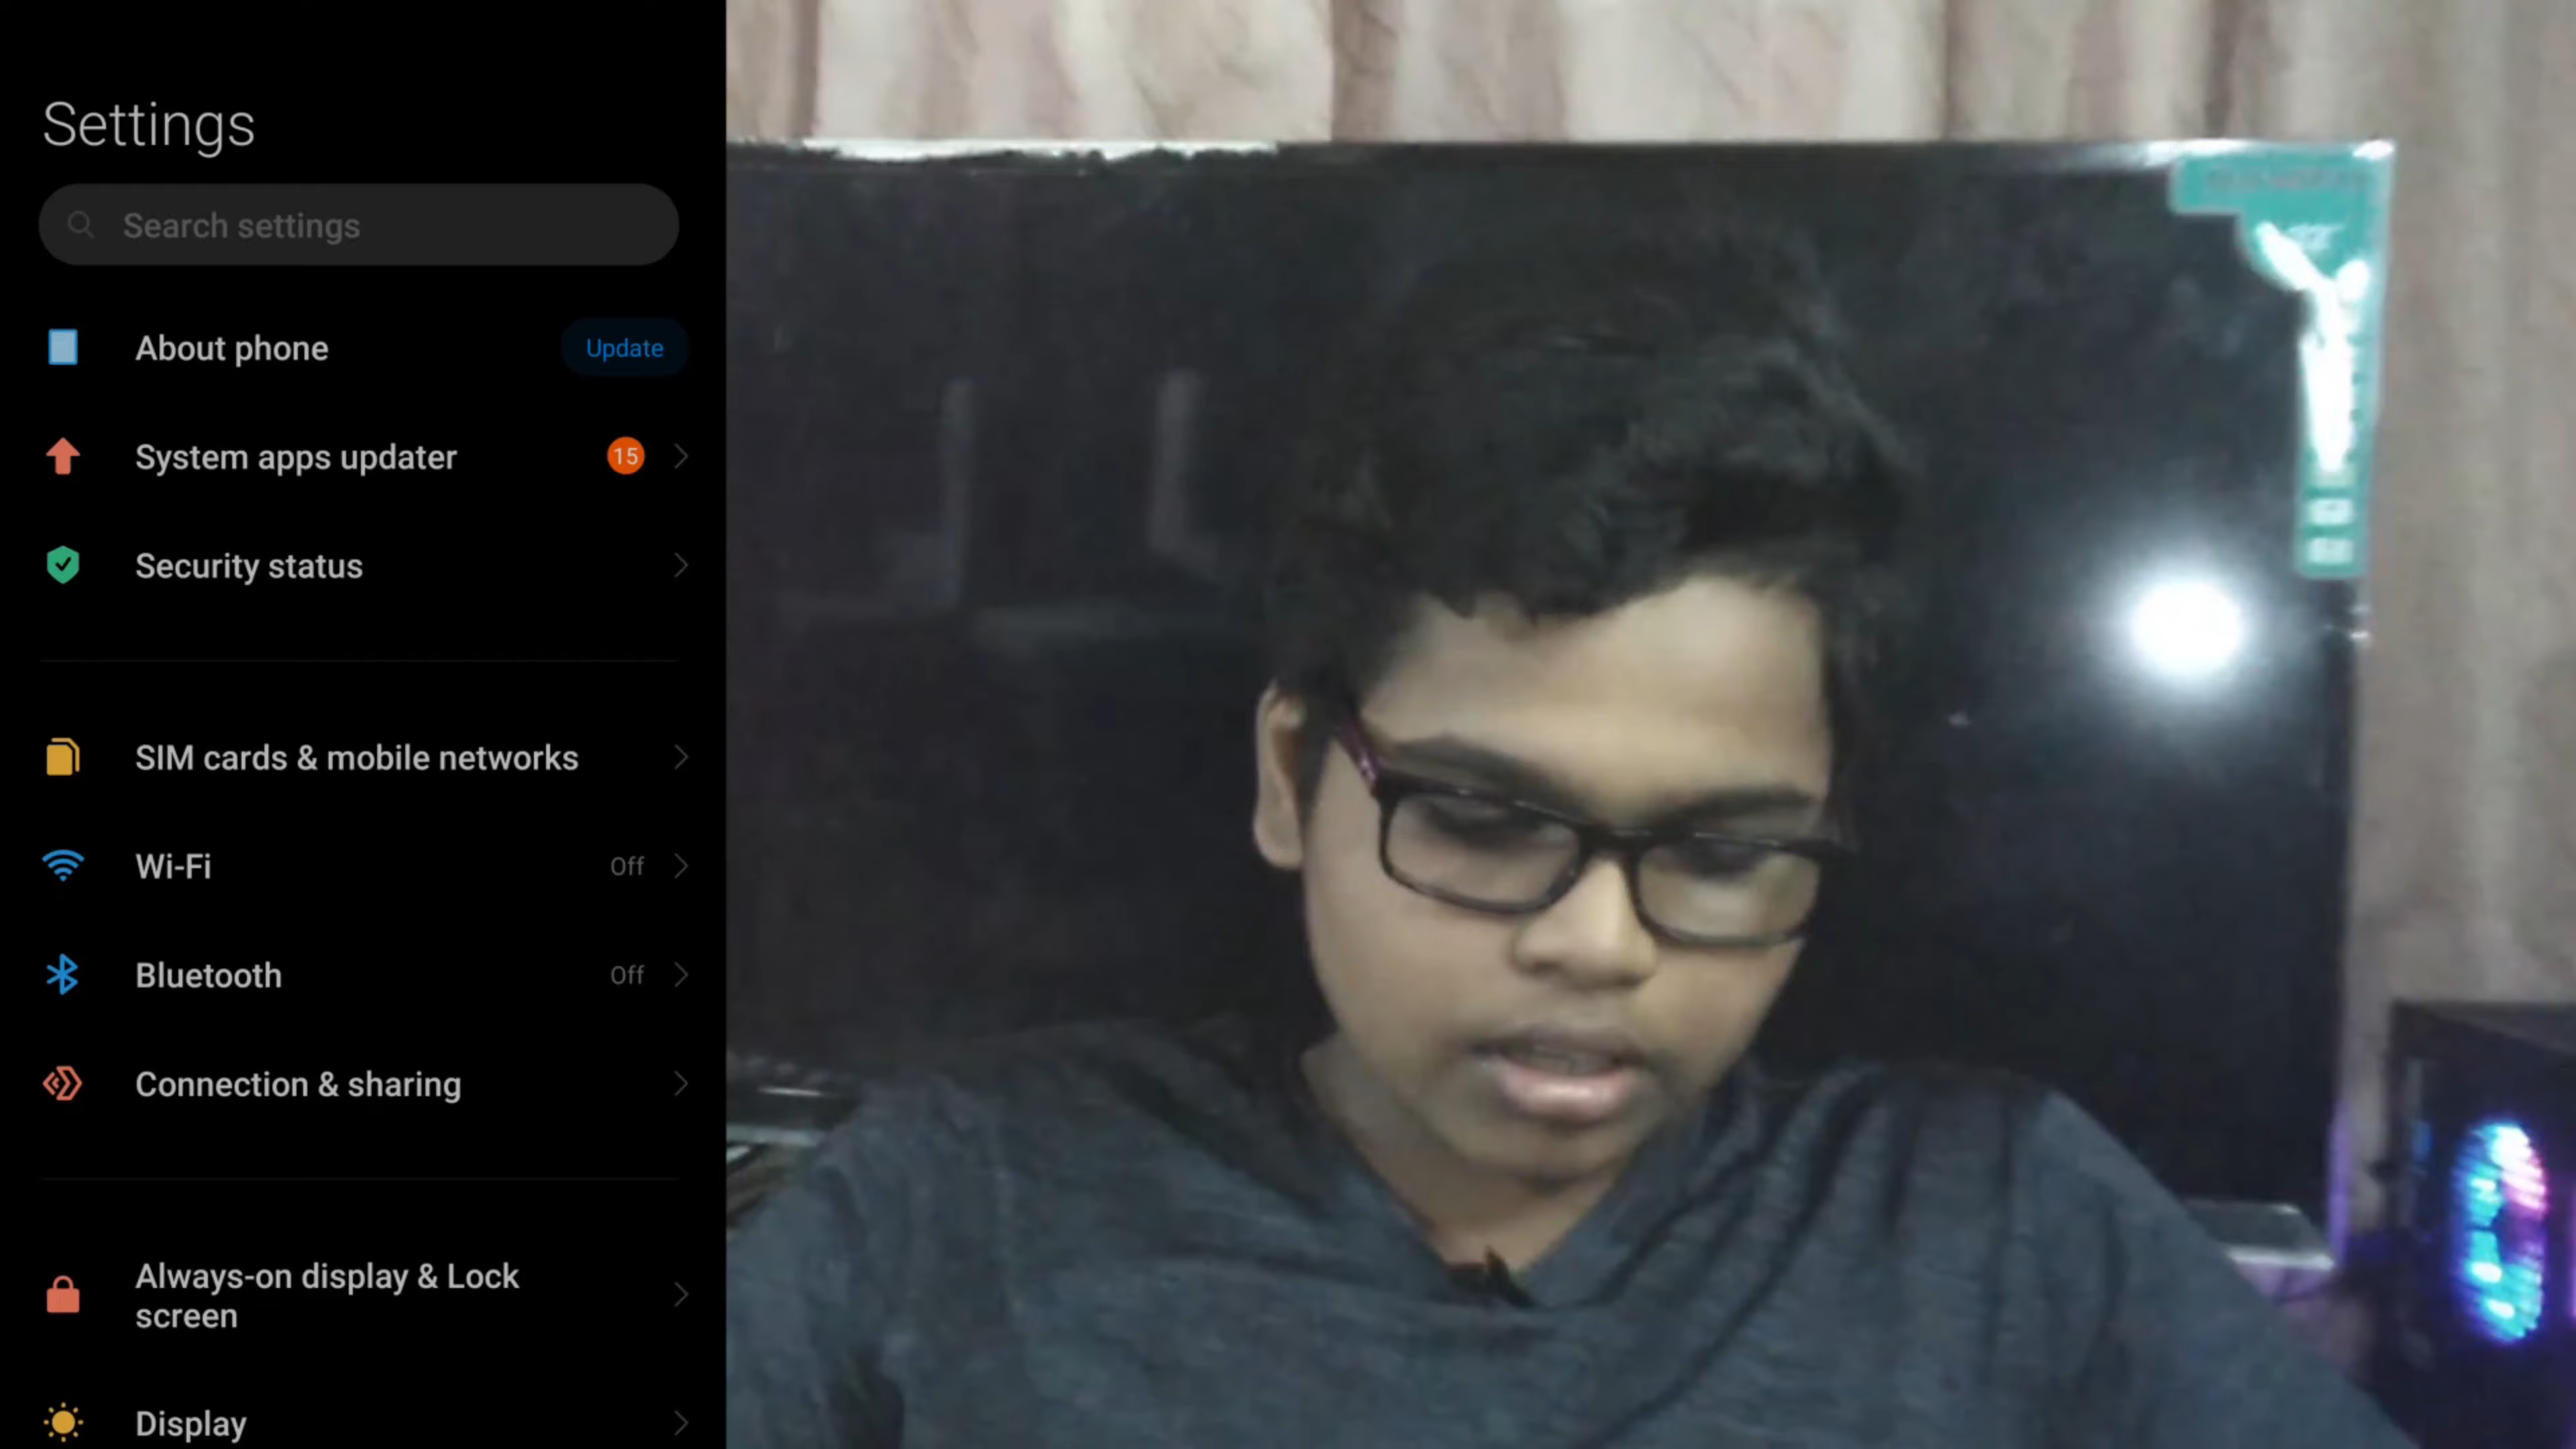 Settings
Search settings
About phone
Update
System apps updater
15
Security status
SIM cards & mobile networks
Wi-Fi
Off
Bluetooth
Off
Connection & sharing
Always-on display & Lock
screen
Display